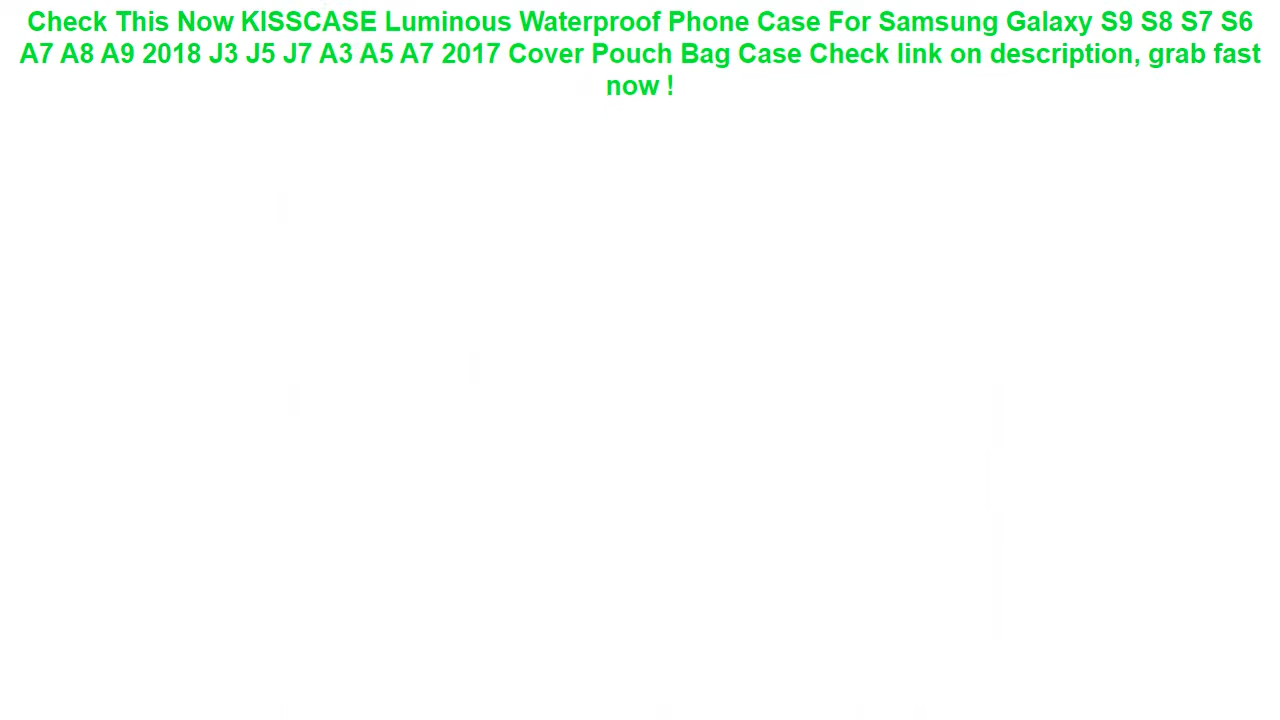 Check This Now KISSCASE Luminous Waterproof Phone Case For Samsung Galaxy S9 S8 S7 S6
A7 A8 A9 2018 J3 J5 J7 A3 A5 A7 2017 Cover Pouch Bag Case Check link on description, grab fast
now !